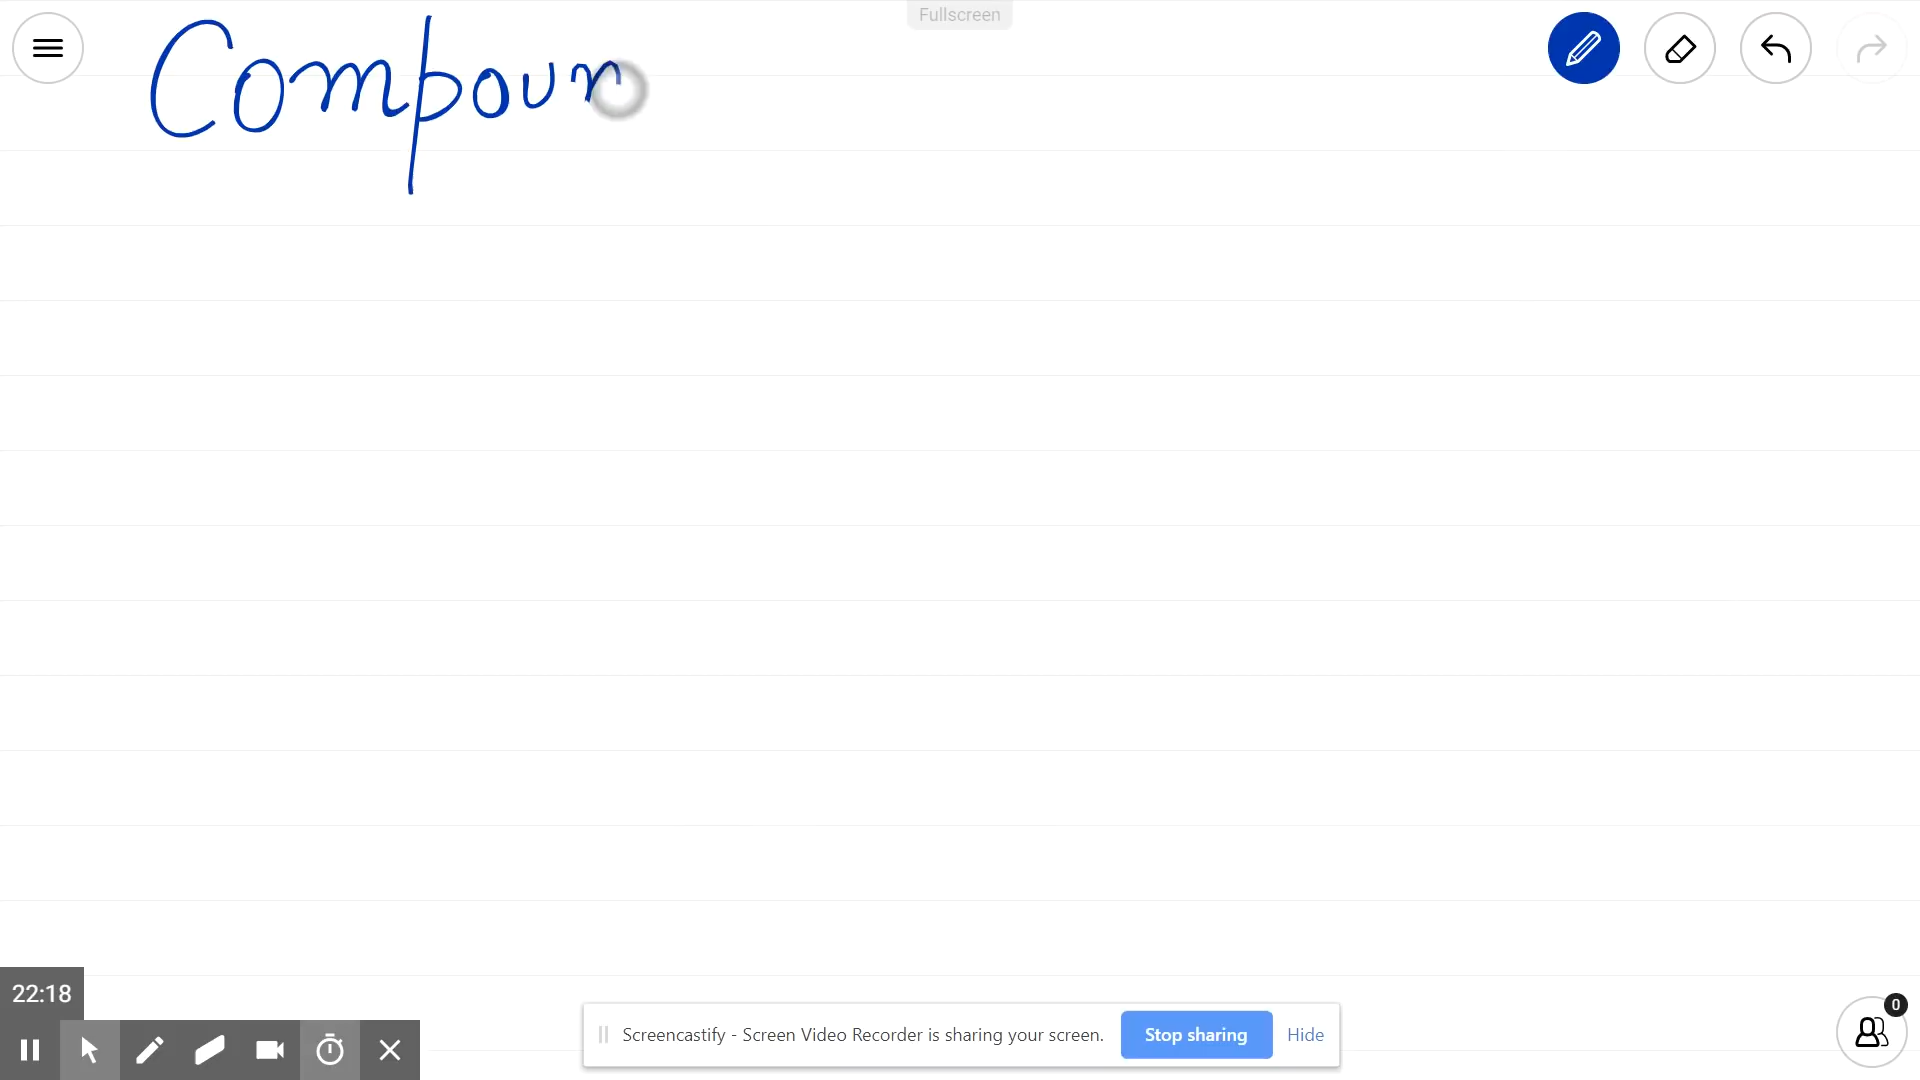 Fullscreen
Compoun
22:18
Screencastify - Screen Video Recorder is sharing your screen. Stop sharing Hide
0